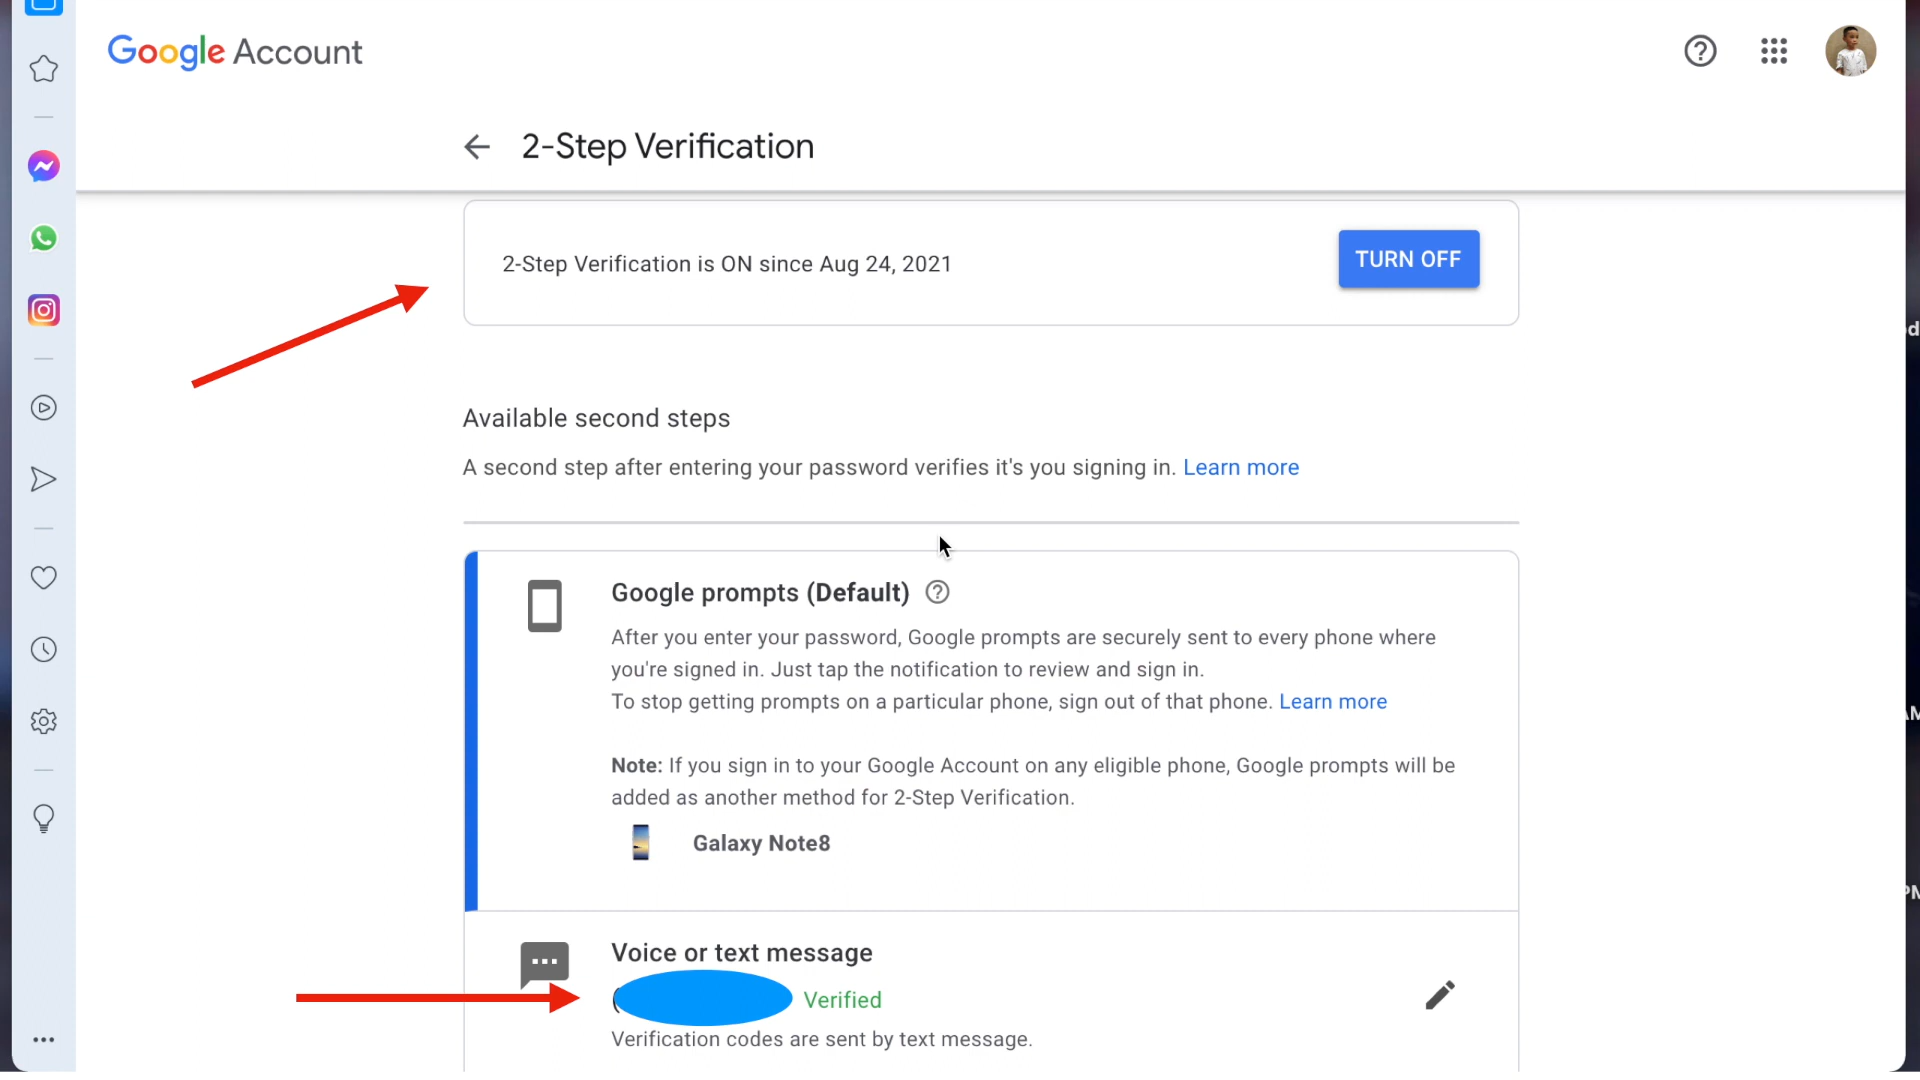 Google Account
2-Step Verification
2-Step Verification is ON since Aug 24, 2021
TURN OFF
Available second steps
A second step after entering your password verifies it's you signing in. Learn more
Google prompts (Default)
After you enter your password, Google prompts are securely sent to every phone where
you're signed in. Just tap the notification to review and sign in.
To stop getting prompts on a particular phone, sign out of that phone. Learn more
Note: If you sign in to your Google Account on any eligible phone, Google prompts will be
added as another method for 2-Step Verification.
Galaxy Note8
Voice or text message
( Verified
Verification codes are sent by text message.